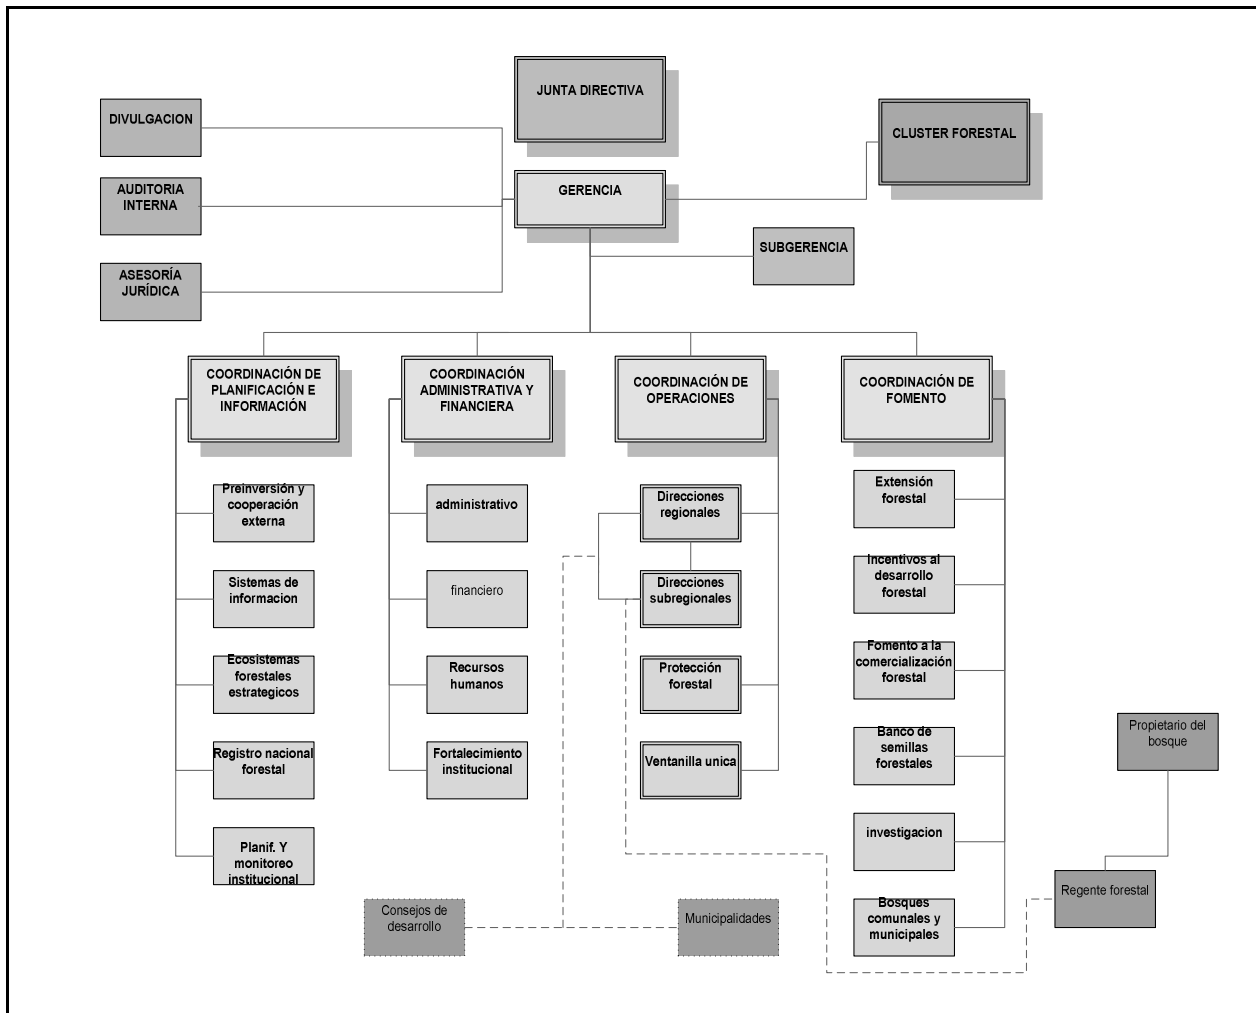 JUNTA DIRECTIVA
DIVULGACION
CLUSTER FORESTAL
AUDITORIA
INTERNA
GERENCIA
SUBGERENCIA
ASESORÍA
JURÍDICA
COORDINACIÓN DE
PLANIFICACIÓN E
INFORMACIÓN
COORDINACIÓN
ADMINISTRATIVA Y
FINANCIERA
COORDINACIÓN DE
OPERACIONES
COORDINACIÓN DE
FOMENTO
Preinversión y
cooperación
externa
Sistemas de
informacion
Ecosistemas
forestales
estrategicos
Registro nacional
forestal
Planif. Y
monitoreo
institucional
administrativo
financiero
Recursos
humanos
Fortalecimiento
institucional
Direcciones
regionales
Direcciones
subregionales
Protección
forestal
Ventanilla unica
Extensión
forestal
Incentivos al
desarrollo
forestal
Fomento a la
comercialización
forestal
Banco de
semillas
forestales
investigacion
Bosques
comunales y
municipales
Propietario del
bosque
Regente forestal
Consejos de
desarrollo
Municipalidades